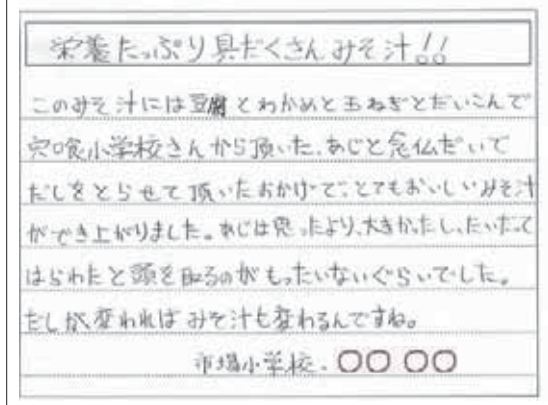 栄養たっぷり具だくさんみそ汁!!
このみそ汁には豆腐とわかめと玉ねぎとだいこんで
宍喰小学校さんから頂いた、あじと念仏だいで
だしをとらせて頂いたおかげで、とてもおいしいみそ汁
ができ上がりました。あじは思ったより、大きかったし、たいだって
はらわたと頭を取るのがもったいないぐらいでした。
だしが変わればみそ汁も変わるんですね。
市場小学校. ○○ ○○